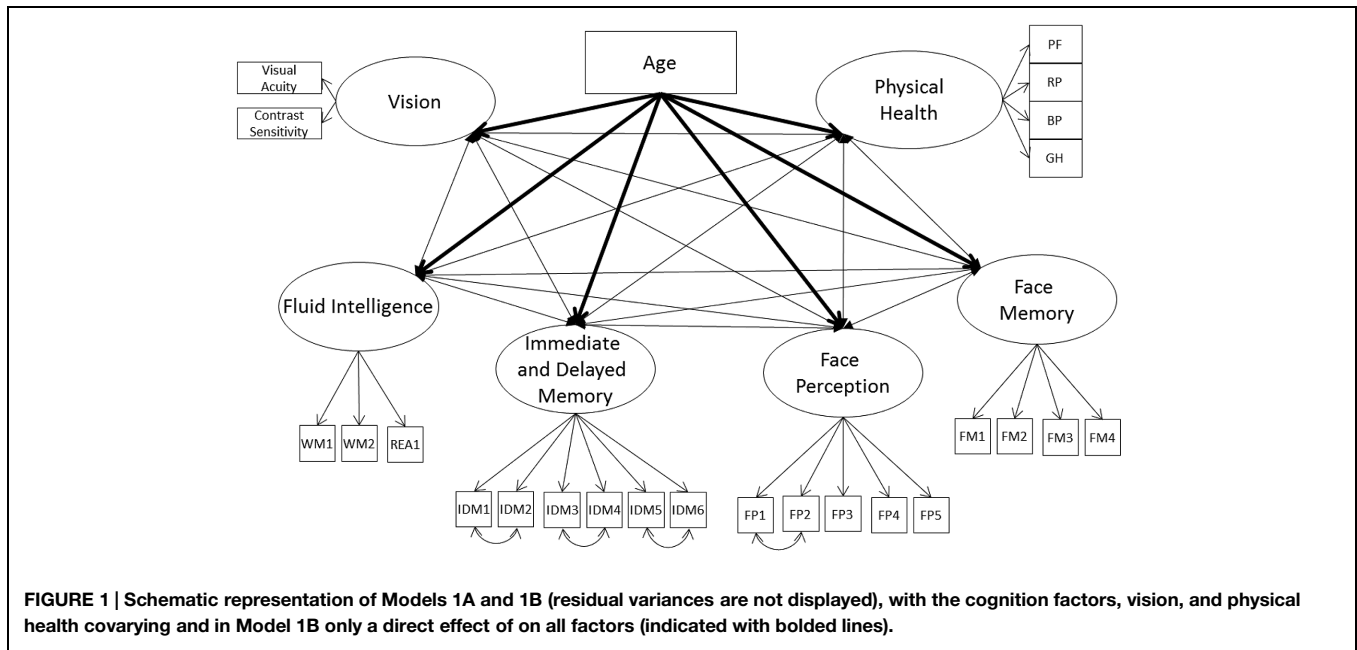 Age
Visual
Acuity
Contrast
Sensitivity
Vision
Physical
Health
PF
RP
BP
GH
Fluid Intelligence
Immediate
and Delayed
Memory
Face
Perception
Face
Memory
WM1 WM2 REA1
IDM1 IDM2 IDM3 IDM4 IDM5 IDM6
FP1 FP2 FP3 FP4 FP5
FM1 FM2 FM3 FM4
FIGURE 1 | Schematic representation of Models 1A and 1B (residual variances are not displayed), with the cognition factors, vision, and physical
health covarying and in Model 1B only a direct effect of on all factors (indicated with bolded lines).